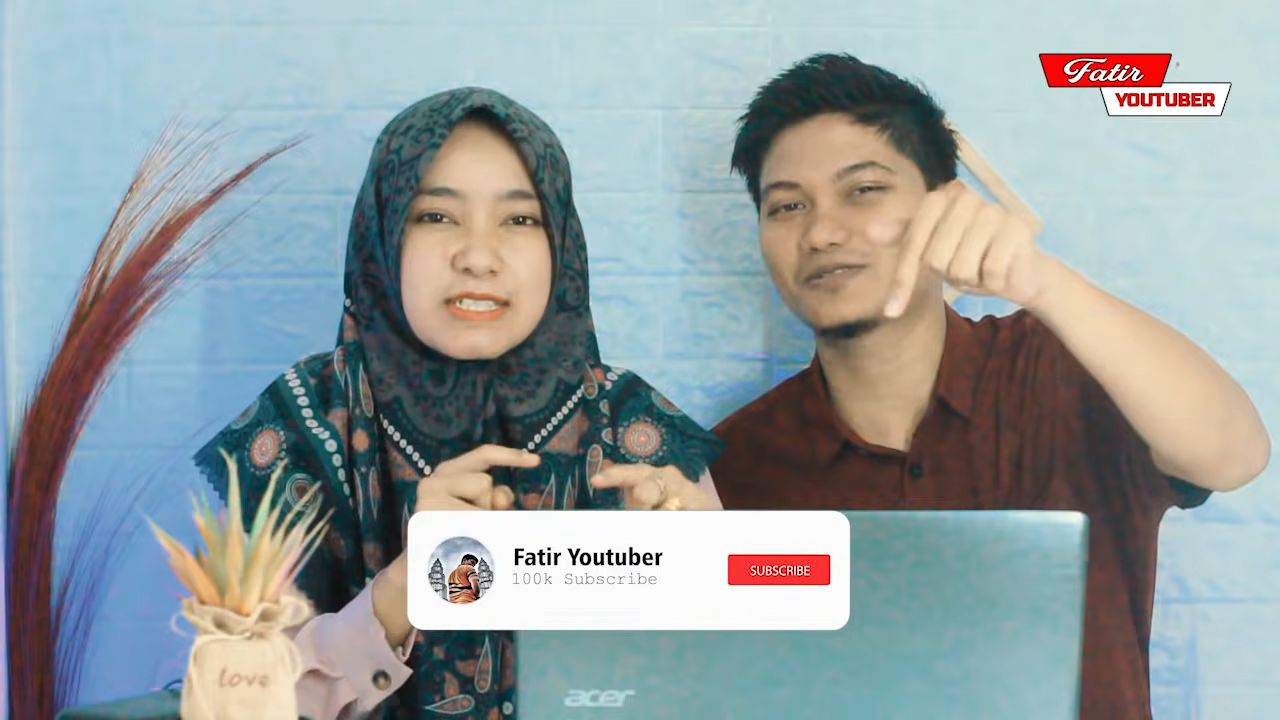 Fatir
YOUTUBER
Fatir Youtuber
100k Subscribe
SUBSCRIBE
love
acer